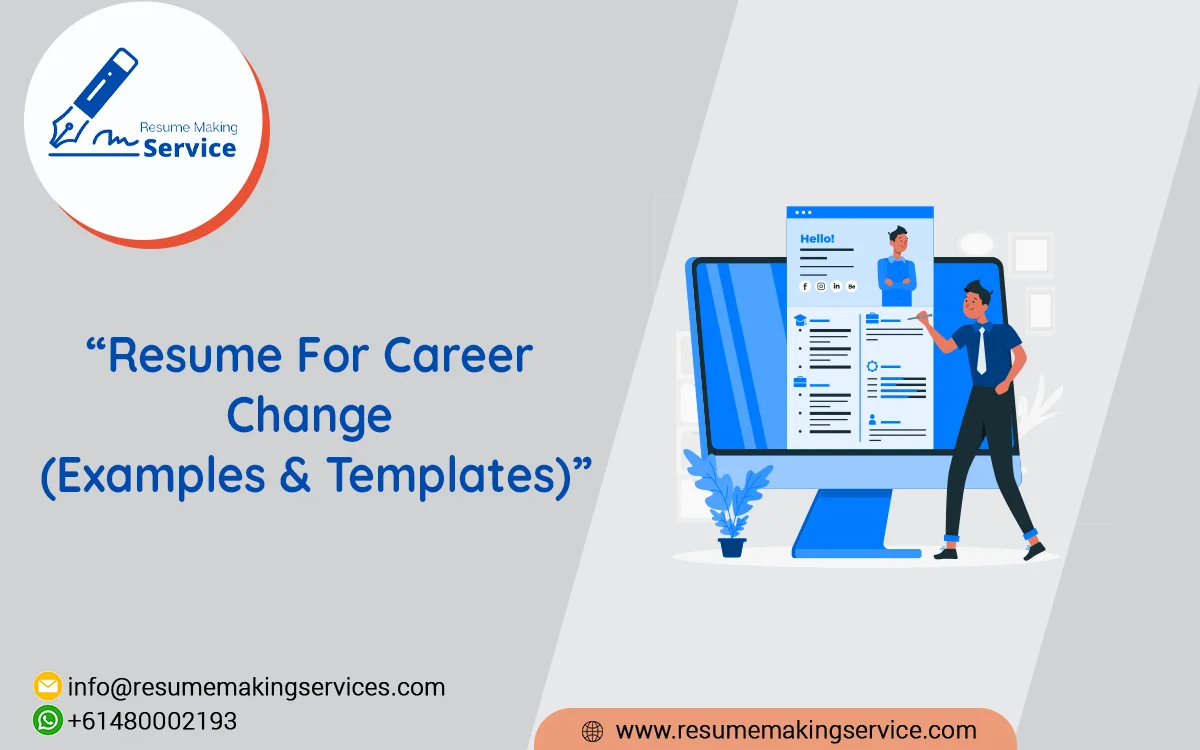 Resume Making
Service
Hello!
“Resume For Career
Change
(Examples & Templates)”
info@resumemakingservices.com
+61480002193
www.resumemakingservice.com